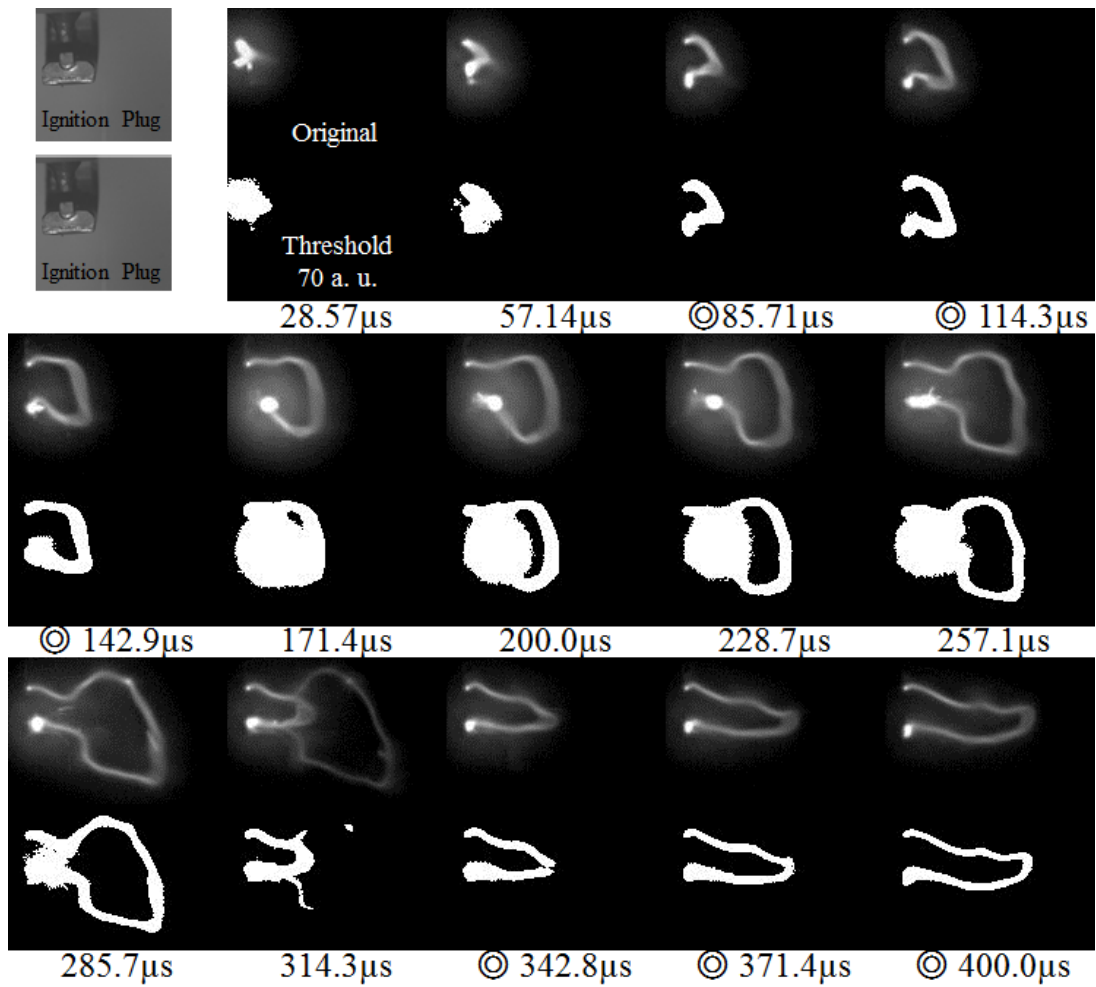 Ignition Plug
Original
Ignition Plug
Threshold
70 a. u.
28.57µs 57.14µs ◎85.71µs ◎ 114.3µs
◎ 142.9µs 171.4µs 200.0µs 228.7µs 257.1µs
285.7µs 314.3µs ◎ 342.8µs ◎ 371.4µs ◎ 400.0µs